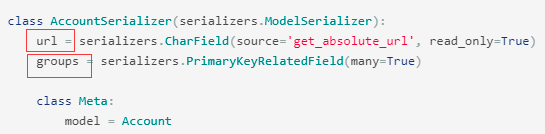 class AccountSerializer(serializers.ModelSerializer):
    url = serializers.CharField(source='get_absolute_url', read_only=True)
    groups = serializers.PrimaryKeyRelatedField(many=True)

    class Meta:
        model = Account